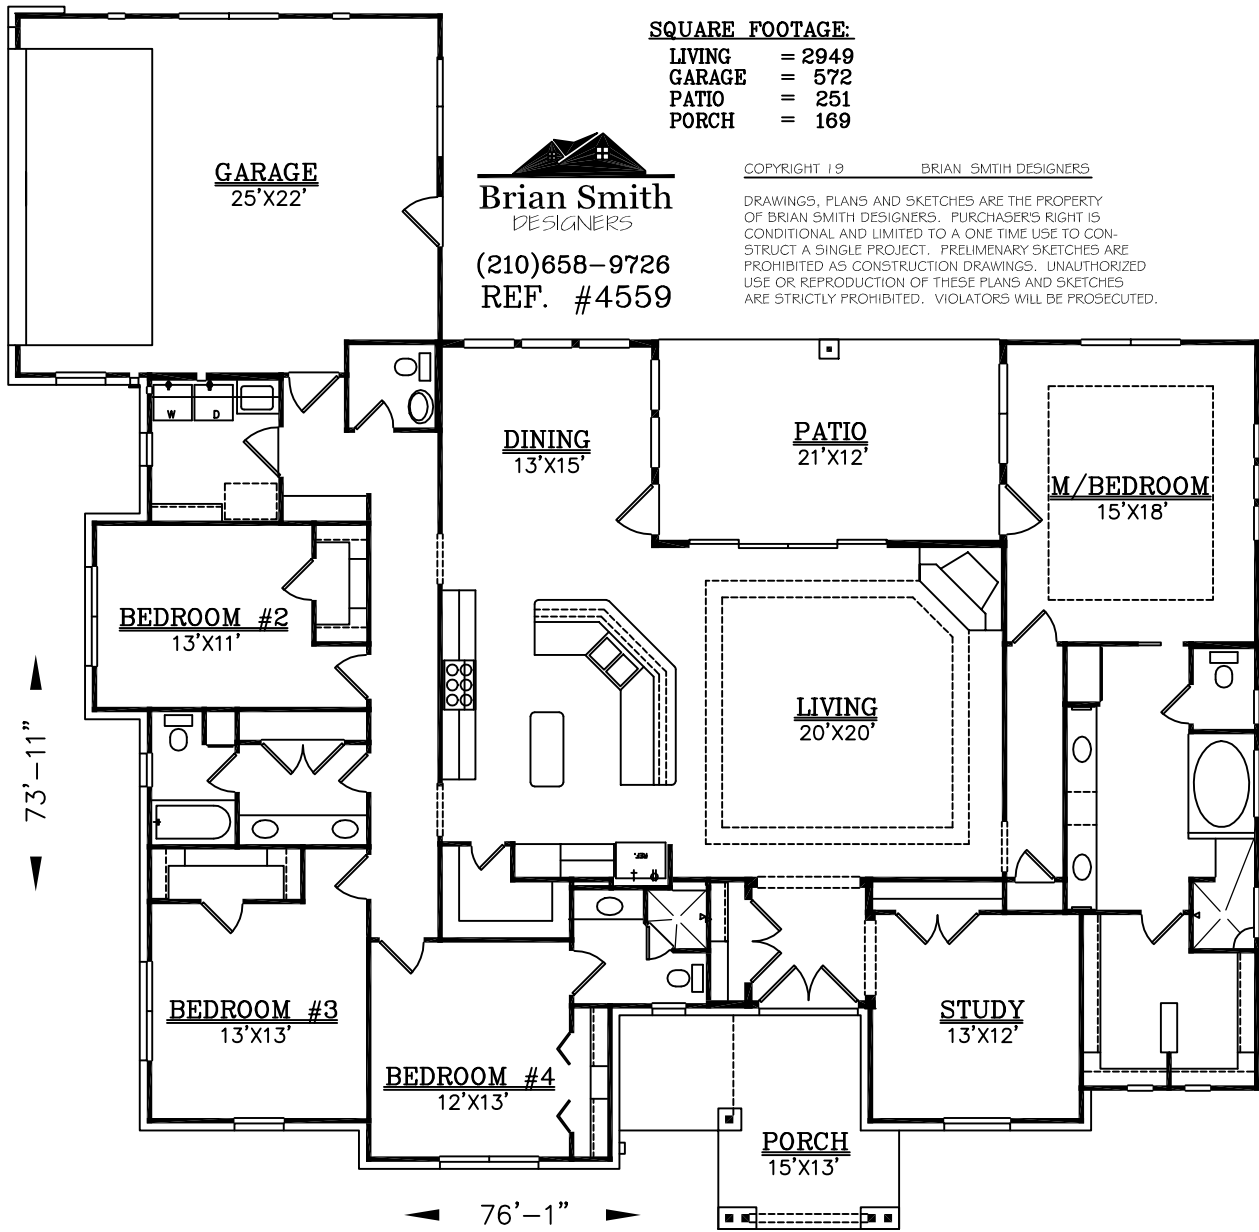 SQUARE FOOTAGE:
LIVING = 2949
GARAGE = 572
PATIO = 251
PORCH = 169
GARAGE
25'X22'
Brian Smith
DESIGNERS
(210)658-9726
REF. #4559
COPYRIGHT 19 BRIAN SMTIH DESIGNERS
DRAWINGS, PLANS AND SKETCHES ARE THE PROPERTY
OF BRIAN SMITH DESIGNERS. PURCHASER'S RIGHT IS
CONDITIONAL AND LIMITED TO A ONE TIME USE TO CON-
STRUCT A SINGLE PROJECT. PRELIMENARY SKETCHES ARE
PROHIBITED AS CONSTRUCTION DRAWINGS. UNAUTHORIZED
USE OR REPRODUCTION OF THESE PLANS AND SKETCHES
ARE STRICTLY PROHIBITED. VIOLATORS WILL BE PROSECUTED.
W D
DINING
13'X15'
PATIO
21'X12'
M/BEDROOM
15'X18'
BEDROOM #2
13'X11'
LIVING
20'X20'
73'-11"
REF.
BEDROOM #3
13'X13'
STUDY
13'X12'
BEDROOM #4
12'X13'
PORCH
15'X13'
76'-1"